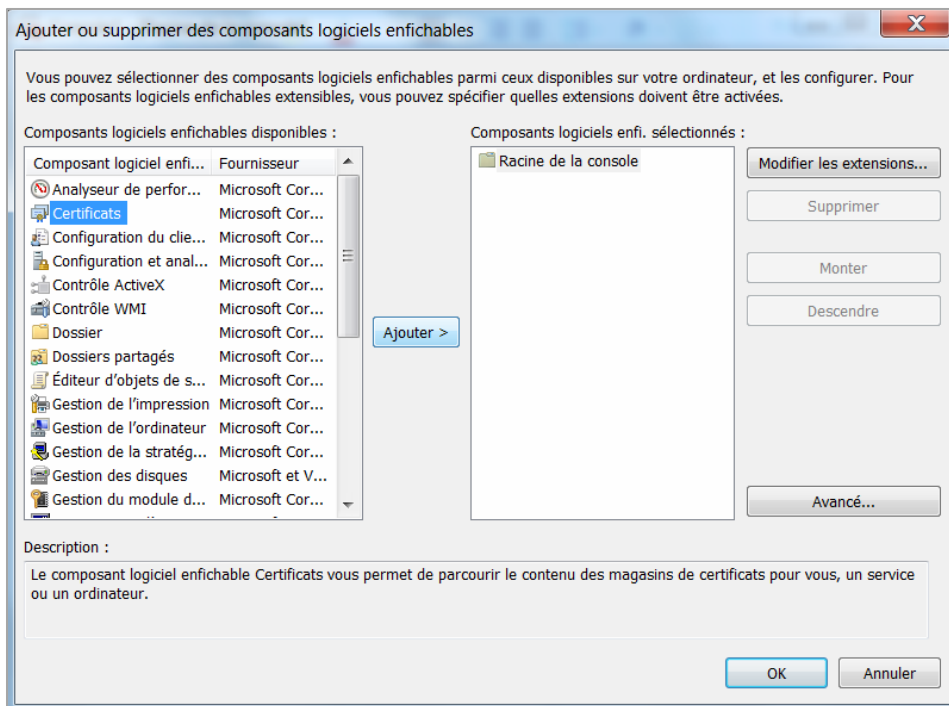 Ajouter ou supprimer des composants logiciels enfichables
Vous pouvez sélectionner des composants logiciels enfichables parmi ceux disponibles sur votre ordinateur, et les configurer. Pour
les composants logiciels enfichables extensibles, vous pouvez spécifier quelles extensions doivent être activées.
Composants logiciels enfichables disponibles :
Composant logiciel enfi... Fournisseur
Analyseur de perfor... Microsoft Cor...
Certificats Microsoft Cor...
Configuration du clie... Microsoft Cor...
Configuration et anal... Microsoft Cor...
Contrôle ActiveX Microsoft Cor...
Contrôle WMI Microsoft Cor...
Dossier Microsoft Cor...
Dossiers partagés Microsoft Cor...
Éditeur d'objets de s... Microsoft Cor...
Gestion de l'impression Microsoft Cor...
Gestion de l'ordinateur Microsoft Cor...
Gestion de la stratég... Microsoft Cor...
Gestion des disques Microsoft et V...
Gestion du module d... Microsoft Cor...
Ajouter >
Composants logiciels enfi. sélectionnés :
Racine de la console
Modifier les extensions...
Supprimer
Monter
Descendre
Avancé...
Description :
Le composant logiciel enfichable Certificats vous permet de parcourir le contenu des magasins de certificats pour vous, un service
ou un ordinateur.
OK
Annuler